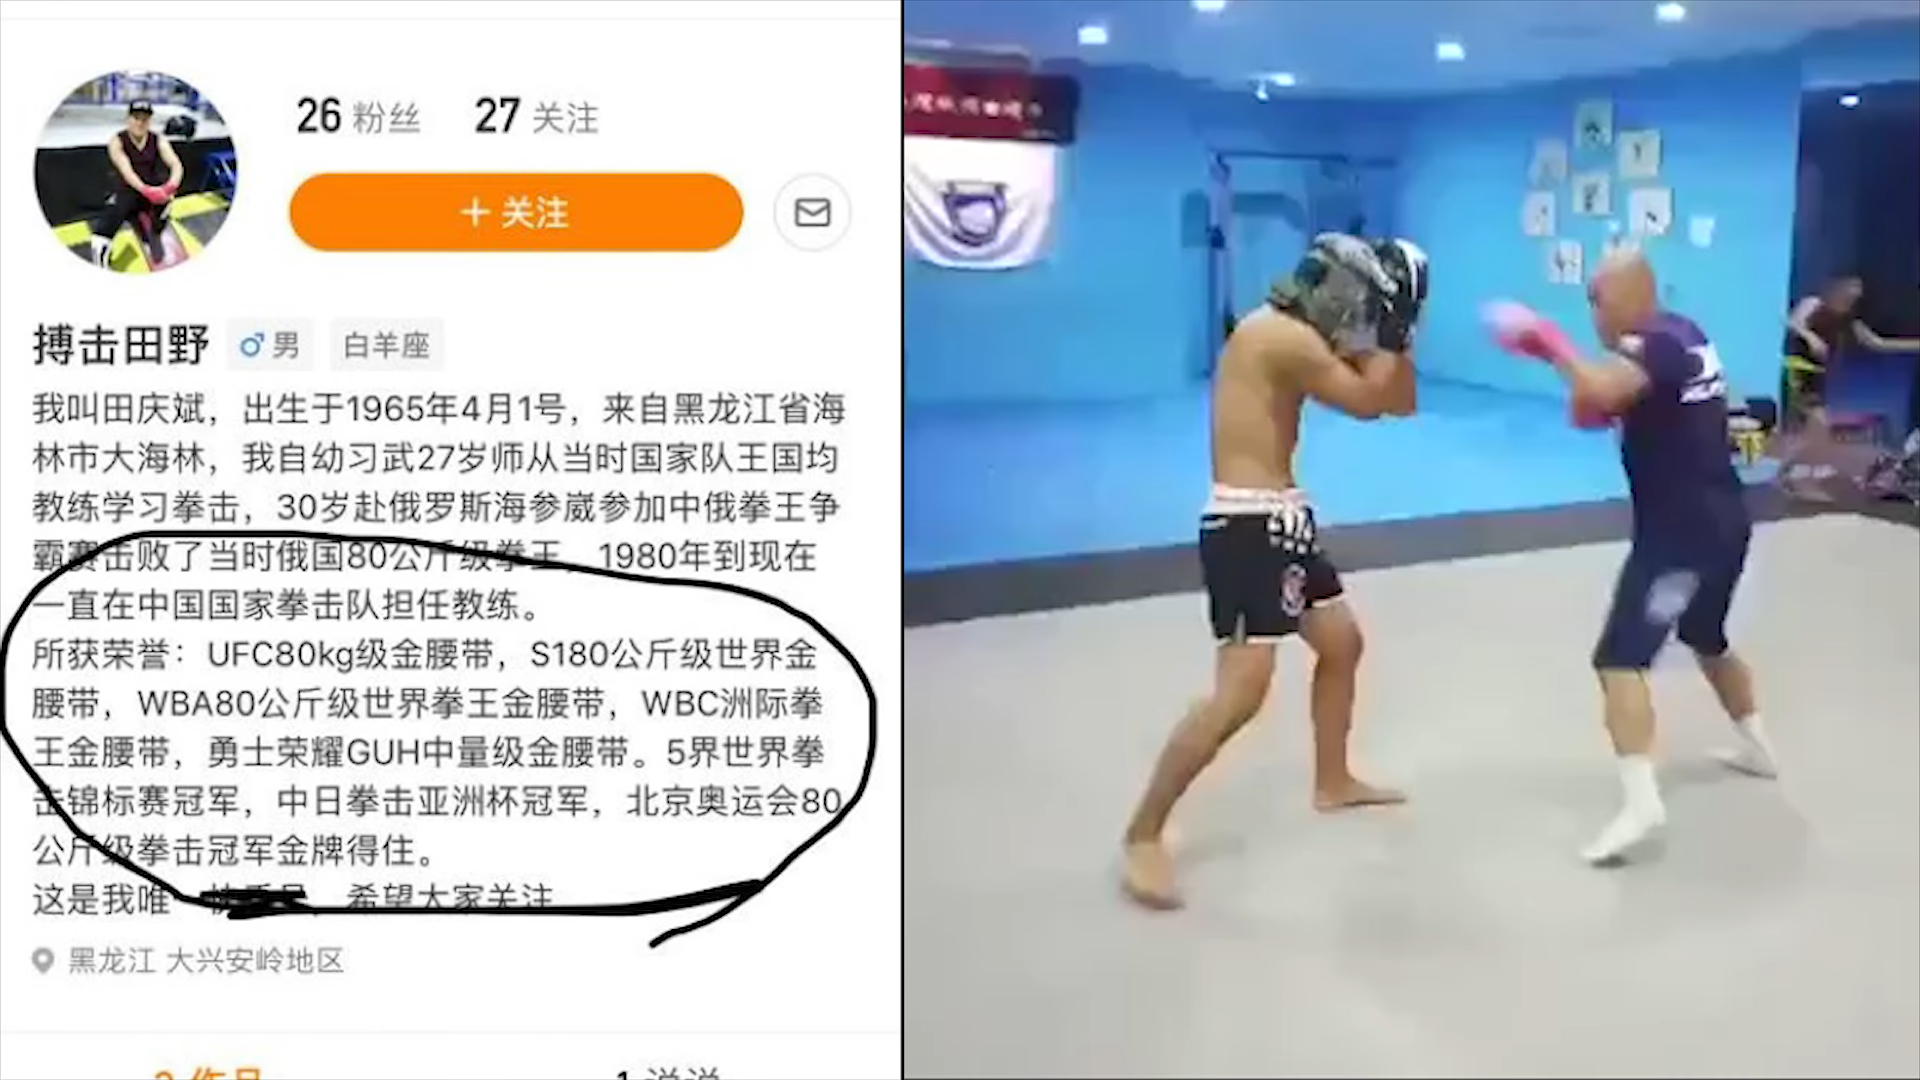 26 粉丝 27 关注
+ 关注
搏击田野 ♂男 白羊座
我叫田庆斌，出生于1965年4月1号，来自黑龙江省海
林市大海林，我自幼习武27岁师从当时国家队王国均
教练学习拳击，30岁赴俄罗斯海参崴参加中俄拳王争
霸赛击败了当时俄国80公斤级拳王，1980年到现在
一直在中国国家拳击队担任教练。
所获荣誉：UFC80kg级金腰带，S180公斤级世界金
腰带，WBA80公斤级世界拳王金腰带，WBC洲际拳
王金腰带，勇士荣耀GUH中量级金腰带。5界世界拳
击锦标赛冠军，中日拳击亚洲杯冠军，北京奥运会80
公斤级拳击冠军金牌得住。
这是我唯一 ，希望大家关注
黑龙江 大兴安岭地区